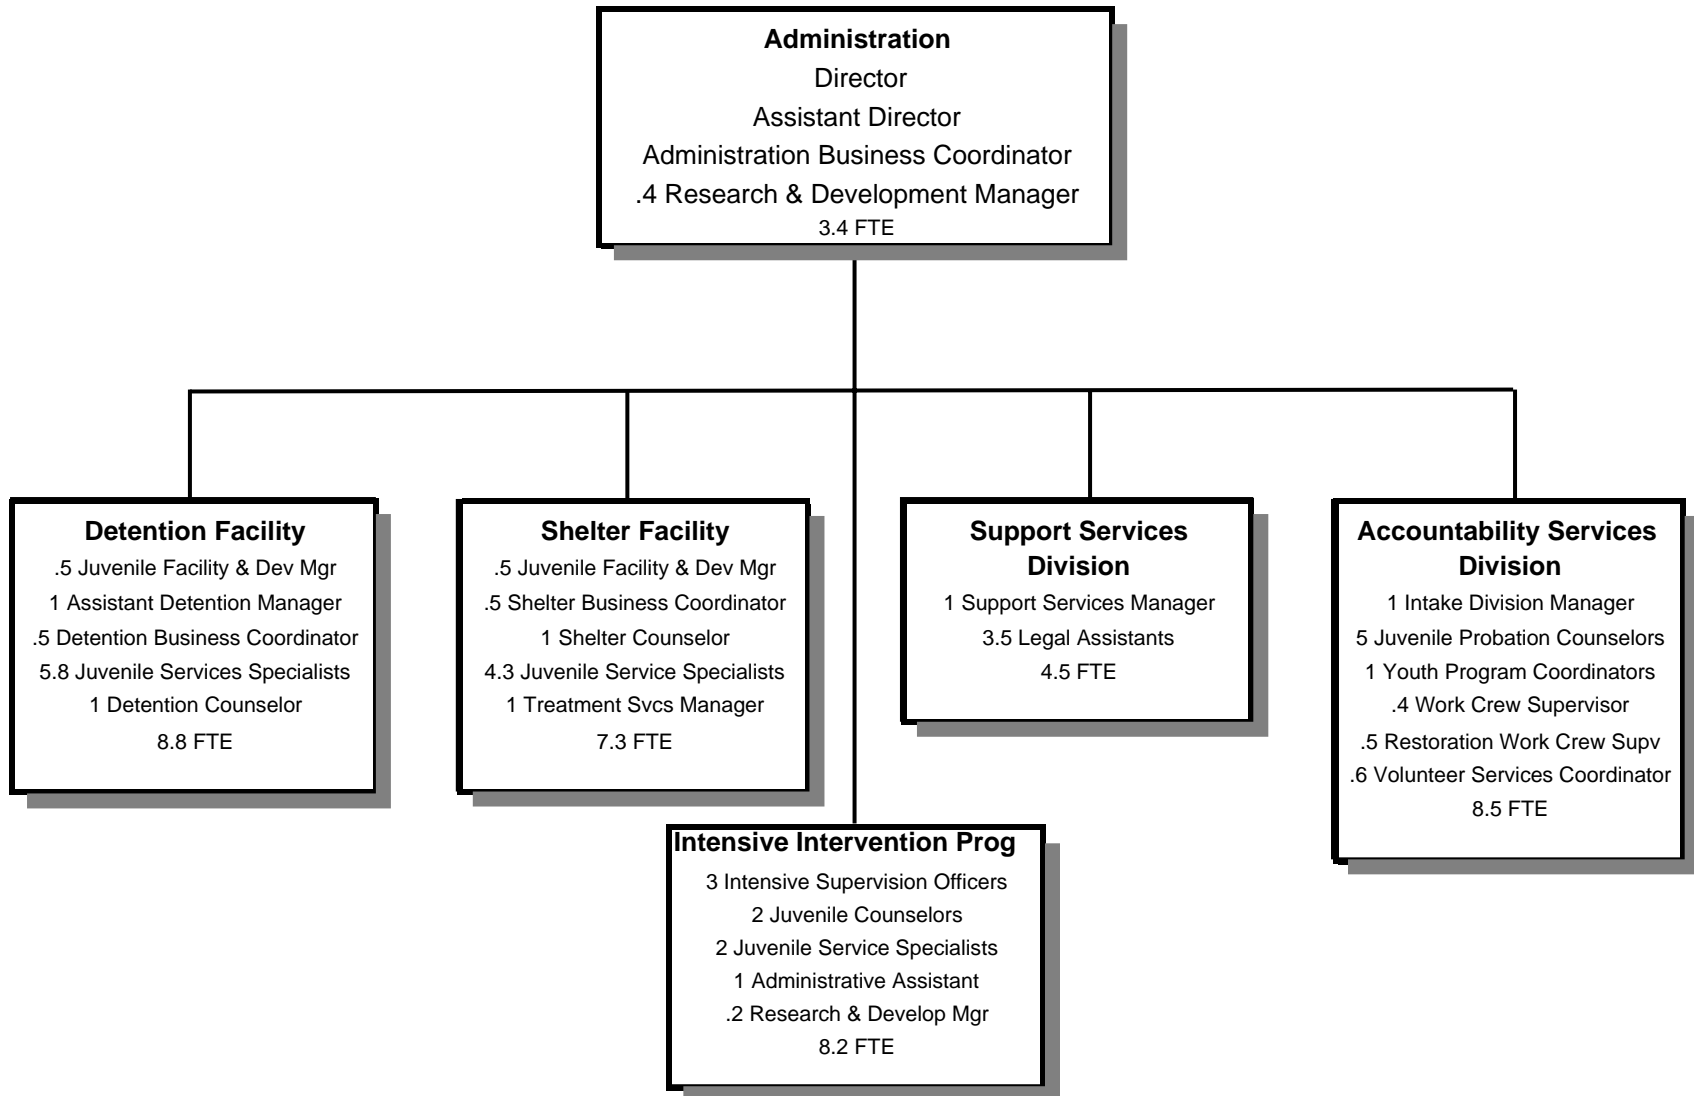 Administration
Director
Assistant Director
Administration Business Coordinator
.4 Research & Development Manager
3.4 FTE
Detention Facility
.5 Juvenile Facility & Dev Mgr
1 Assistant Detention Manager
.5 Detention Business Coordinator
5.8 Juvenile Services Specialists
1 Detention Counselor
8.8 FTE
Shelter Facility
.5 Juvenile Facility & Dev Mgr
.5 Shelter Business Coordinator
1 Shelter Counselor
4.3 Juvenile Service Specialists
1 Treatment Svcs Manager
7.3 FTE
Support Services
Division
1 Support Services Manager
3.5 Legal Assistants
4.5 FTE
Accountability Services
Division
1 Intake Division Manager
5 Juvenile Probation Counselors
1 Youth Program Coordinators
.4 Work Crew Supervisor
.5 Restoration Work Crew Supv
.6 Volunteer Services Coordinator
8.5 FTE
Intensive Intervention Prog
3 Intensive Supervision Officers
2 Juvenile Counselors
2 Juvenile Service Specialists
1 Administrative Assistant
.2 Research & Develop Mgr
8.2 FTE